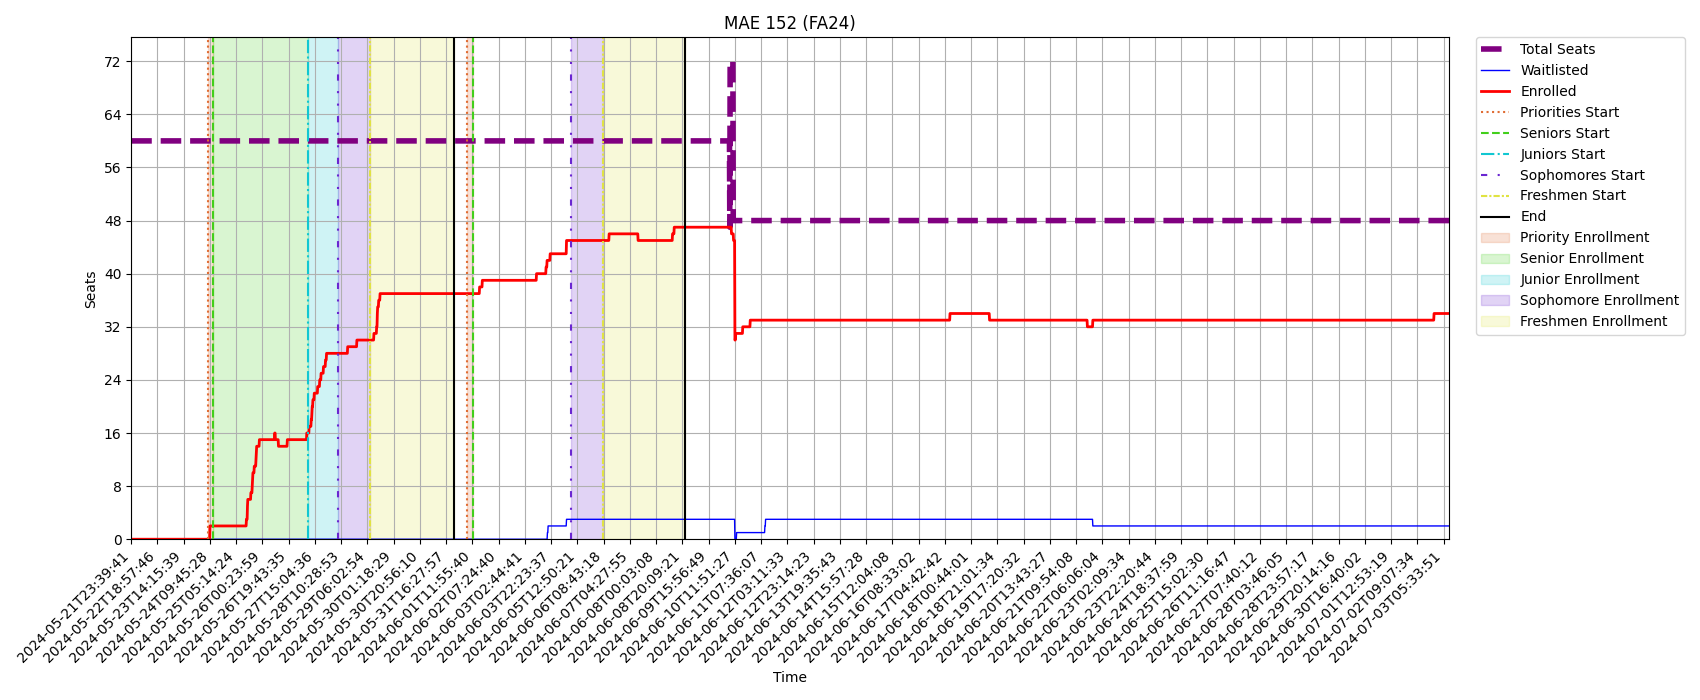 MAE 152 (FA24)
Seats
72
64
56
48
40
32
24
16
8
0
2024-05-21T23:39:41
2024-05-22T18:57:46
2024-05-23T14:15:39
2024-05-24T09:45:28
2024-05-25T05:14:24
2024-05-26T00:23:59
2024-05-26T19:43:35
2024-05-27T15:04:36
2024-05-28T10:28:53
2024-05-29T06:02:54
2024-05-30T01:18:29
2024-05-30T20:56:10
2024-05-31T16:27:57
2024-06-01T11:55:40
2024-06-02T07:24:40
2024-06-03T02:44:41
2024-06-03T22:23:37
2024-06-05T12:50:21
2024-06-06T08:43:18
2024-06-07T04:27:55
2024-06-08T00:03:08
2024-06-08T20:09:21
2024-06-09T15:56:49
2024-06-10T11:51:27
2024-06-11T07:36:07
2024-06-12T03:11:33
2024-06-12T23:14:23
2024-06-13T19:35:43
2024-06-14T15:57:28
2024-06-15T12:04:08
2024-06-16T08:33:02
2024-06-17T04:42:42
2024-06-18T00:44:01
2024-06-18T21:01:34
2024-06-19T17:20:32
2024-06-20T13:43:27
2024-06-21T09:54:08
2024-06-22T06:06:04
2024-06-23T02:09:34
2024-06-23T22:20:44
2024-06-24T18:37:59
2024-06-25T15:02:30
2024-06-26T11:16:47
2024-06-27T07:40:12
2024-06-28T03:46:05
2024-06-28T23:57:17
2024-06-29T20:14:16
2024-06-30T16:40:02
2024-07-01T12:53:19
2024-07-02T09:07:34
2024-07-03T05:33:51
Time
Total Seats
Waitlisted
Enrolled
Priorities Start
Seniors Start
Juniors Start
Sophomores Start
Freshmen Start
End
Priority Enrollment
Senior Enrollment
Junior Enrollment
Sophomore Enrollment
Freshmen Enrollment